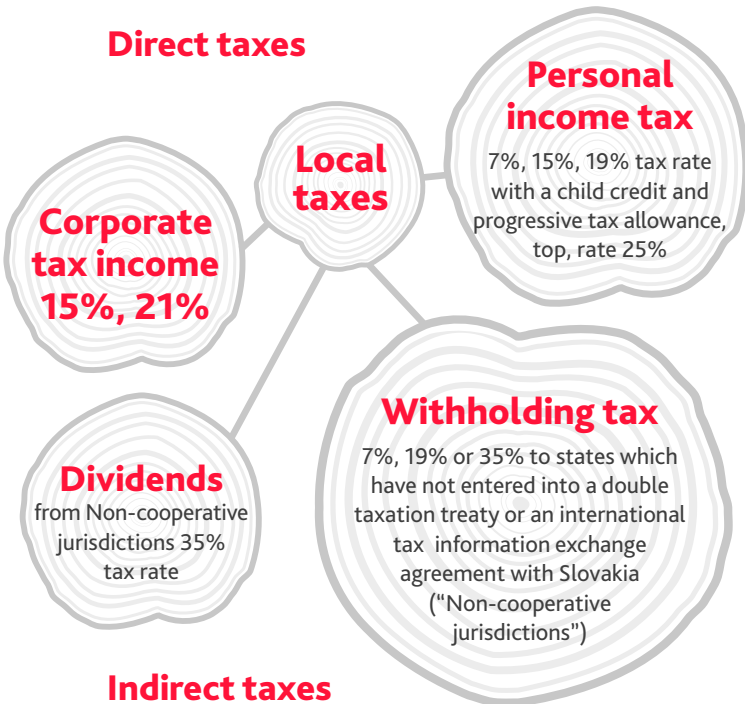 Direct taxes
Personal
income tax
7%, 15%, 19% tax rate
with a child credit and
progressive tax allowance,
top, rate 25%
Local
taxes
Corporate
tax income
15%, 21%
Withholding tax
7%, 19% or 35% to states which
have not entered into a double
taxation treaty or an international
tax information exchange
agreement with Slovakia
(“Non-cooperative
jurisdictions”)
Dividends
from Non-cooperative
jurisdictions 35%
tax rate
Indirect taxes